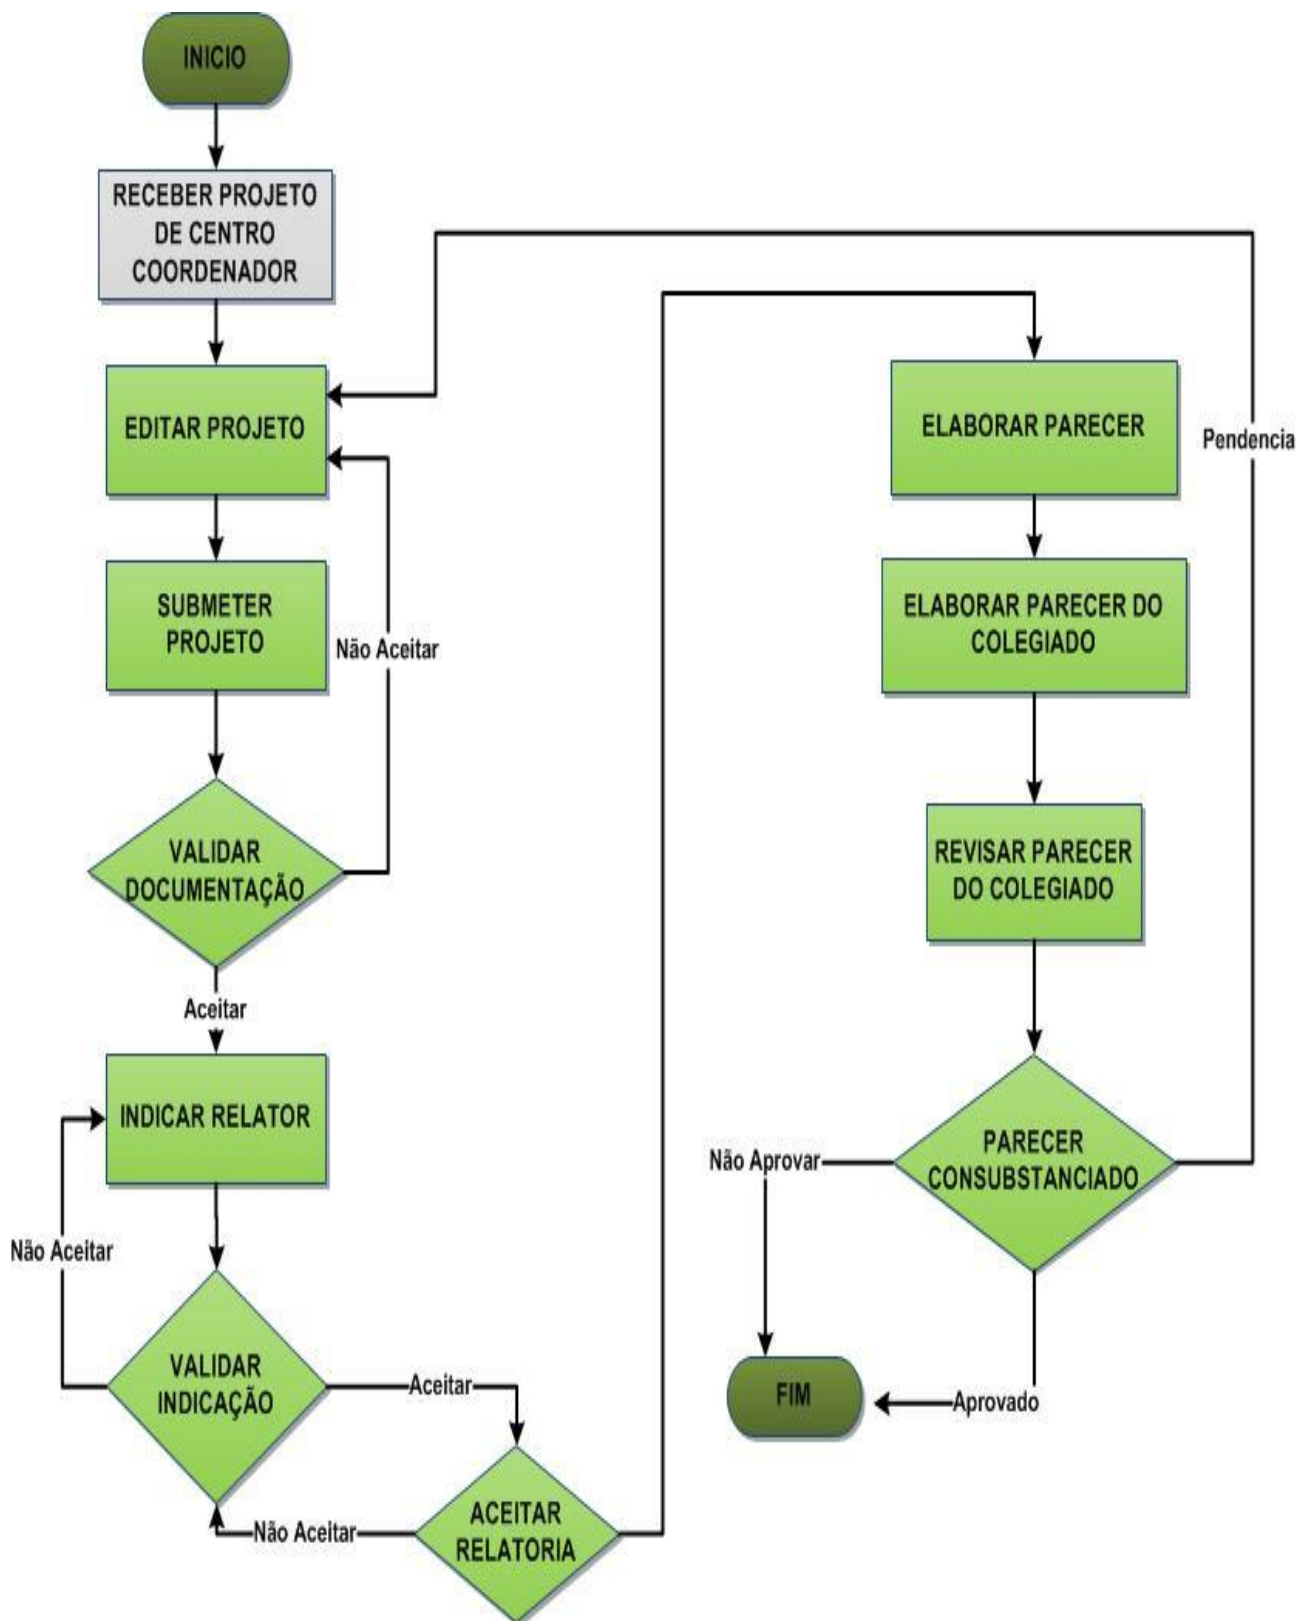 INICIO
RECEBER PROJETO
DE CENTRO
COORDENADOR
EDITAR PROJETO
SUBMETER
PROJETO
Não Aceitar
VALIDAR
DOCUMENTAÇÃO
Aceitar
INDICAR RELATOR
Não Aceitar
VALIDAR
INDICAÇÃO
Aceitar
Não Aceitar
ACEITAR
RELATORIA
ELABORAR PARECER
Pendencia
ELABORAR PARECER DO
COLEGIADO
REVISAR PARECER
DO COLEGIADO
PARECER
CONSUBSTANCIADO
Não Aprovar
FIM
Aprovado